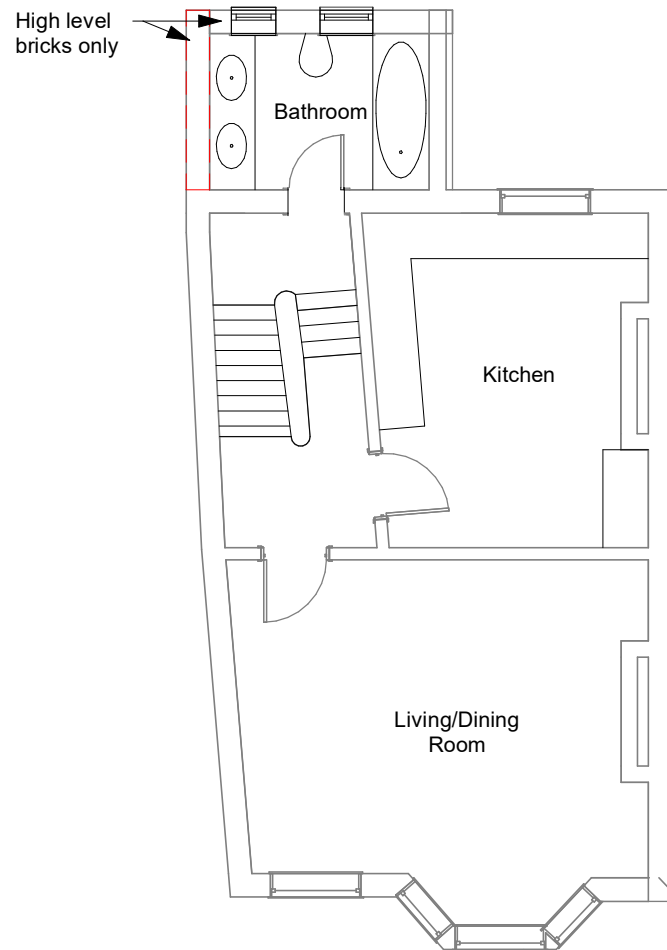 High level
bricks only
Bathroom
Kitchen
Living/Dining
Room